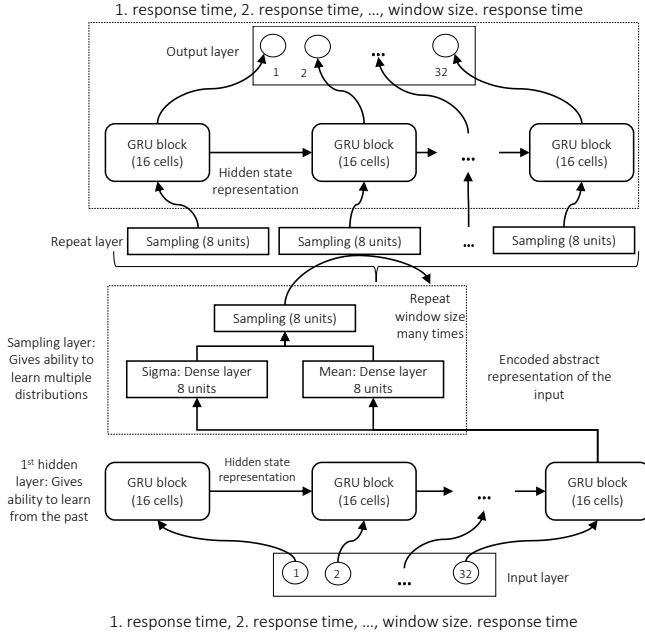 1. response time, 2. response time, ..., window size. response time
Output layer
1
2
...
32
GRU block
(16 cells)
Hidden state
representation
GRU block
(16 cells)
...
GRU block
(16 cells)
Repeat layer
Sampling (8 units)
Sampling (8 units)
...
Sampling (8 units)
Repeat
window size
many times
Sampling (8 units)
Sampling layer:
Gives ability to
learn multiple
distributions
Sigma: Dense layer
8 units
Mean: Dense layer
8 units
Encoded abstract
representation of the
input
1st hidden
layer: Gives
ability to learn
from the past
GRU block
(16 cells)
Hidden state
representation
GRU block
(16 cells)
...
GRU block
(16 cells)
1
2
...
32
Input layer
1. response time, 2. response time, ..., window size. response time